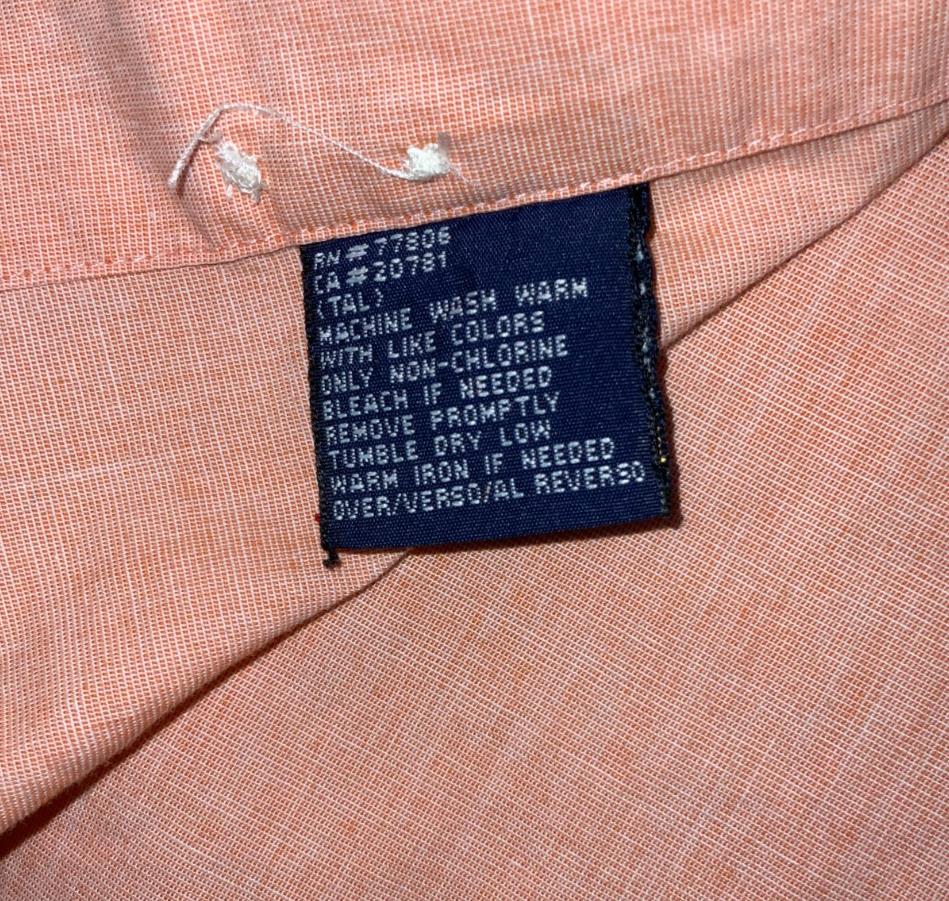 RN # 77806
CA # 20781
(TAL)
MACHINE WASH WARM
WITH LIKE COLORS
ONLY NON-CHLORINE
BLEACH IF NEEDED
REMOVE PROMPTLY
TUMBLE DRY LOW
WARM IRON IF NEEDED
OVER/VERSO/AL REVERSO